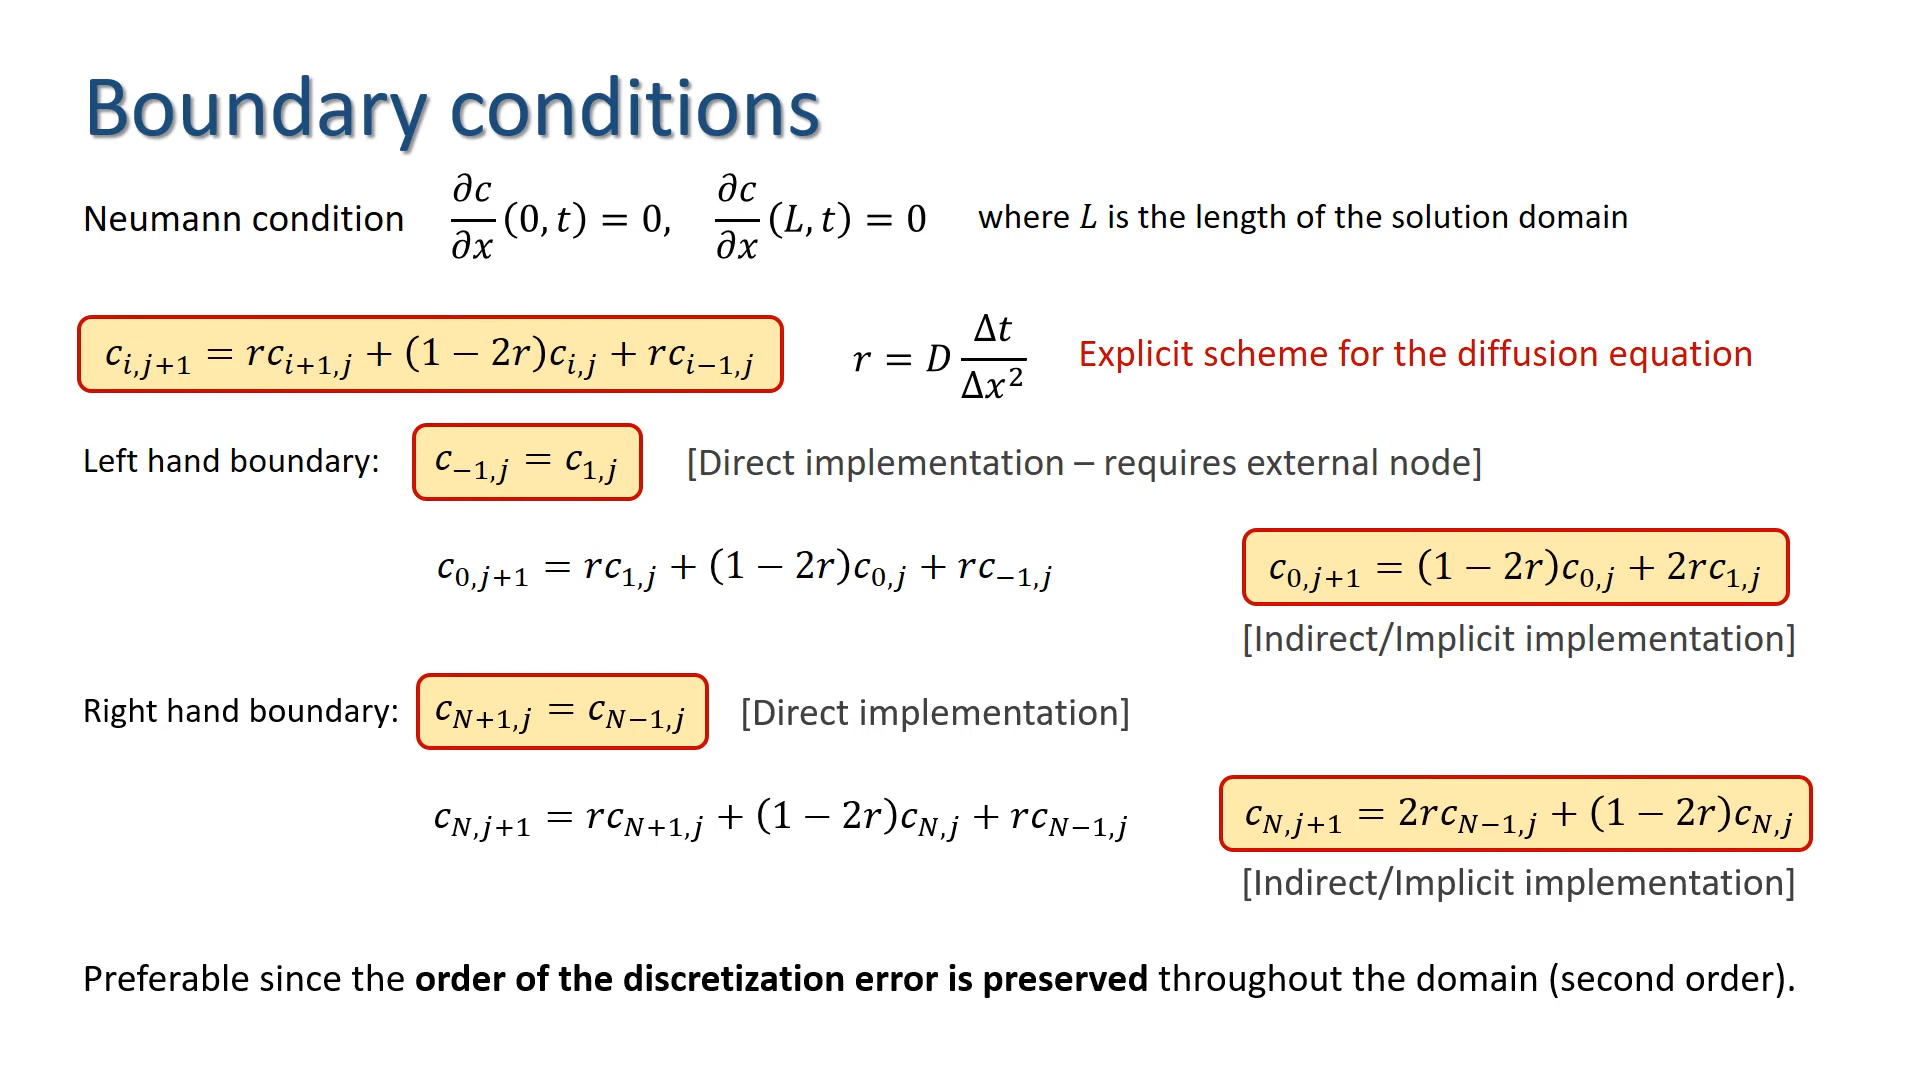 Boundary conditions
Neumann condition ∂c/∂x (0, t) = 0, ∂c/∂x (L, t) = 0 where L is the length of the solution domain
c_{i,j+1} = rc_{i+1,j} + (1 − 2r)c_{i,j} + rc_{i−1,j} r = D Δt/Δx² Explicit scheme for the diffusion equation
Left hand boundary: c_{−1,j} = c_{1,j} [Direct implementation – requires external node]
c_{0,j+1} = rc_{1,j} + (1 − 2r)c_{0,j} + rc_{−1,j} c_{0,j+1} = (1 − 2r)c_{0,j} + 2rc_{1,j}
[Indirect/Implicit implementation]
Right hand boundary: c_{N+1,j} = c_{N−1,j} [Direct implementation]
c_{N,j+1} = rc_{N+1,j} + (1 − 2r)c_{N,j} + rc_{N−1,j} c_{N,j+1} = 2rc_{N−1,j} + (1 − 2r)c_{N,j}
[Indirect/Implicit implementation]
Preferable since the order of the discretization error is preserved throughout the domain (second order).